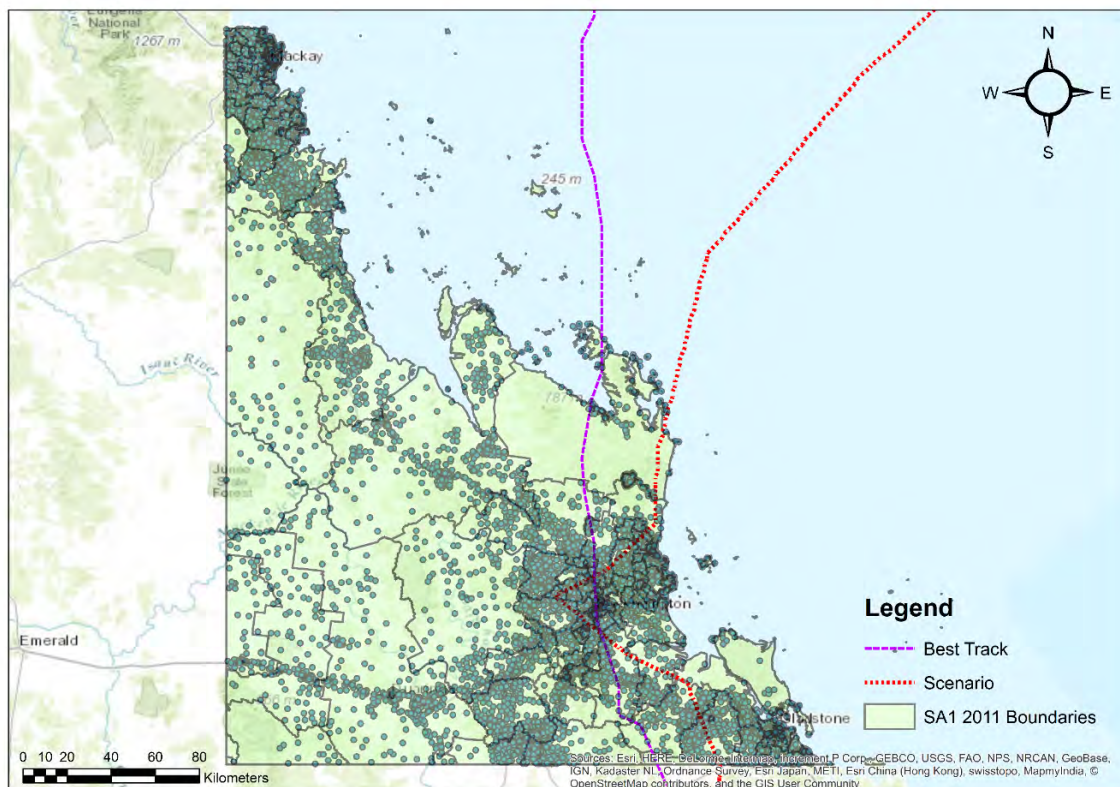 National
Park
1267 m
Mackay
N
W
E
S
245 m
Isaac River
787
State
Forest
Emerald
Gladstone
Legend
Best Track
Scenario
SA1 2011 Boundaries
0 10 20 40 60 80
Kilometers
Sources: Esri, HERE, DeLorme, Intermap, increment P Corp., GEBCO, USGS, FAO, NPS, NRCAN, GeoBase,
IGN, Kadaster NL, Ordnance Survey, Esri Japan, METI, Esri China (Hong Kong), swisstopo, MapmyIndia, ©
OpenStreetMap contributors, and the GIS User Community